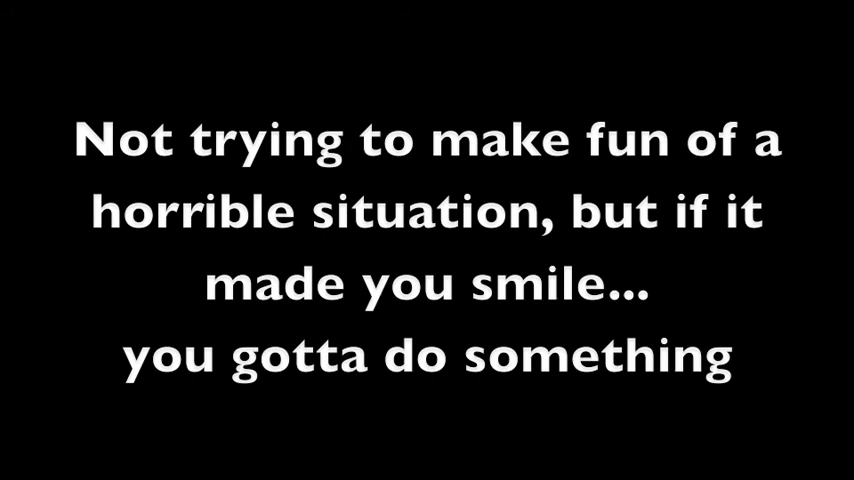 Not trying to make fun of a
horrible situation, but if it
made you smile...
you gotta do something